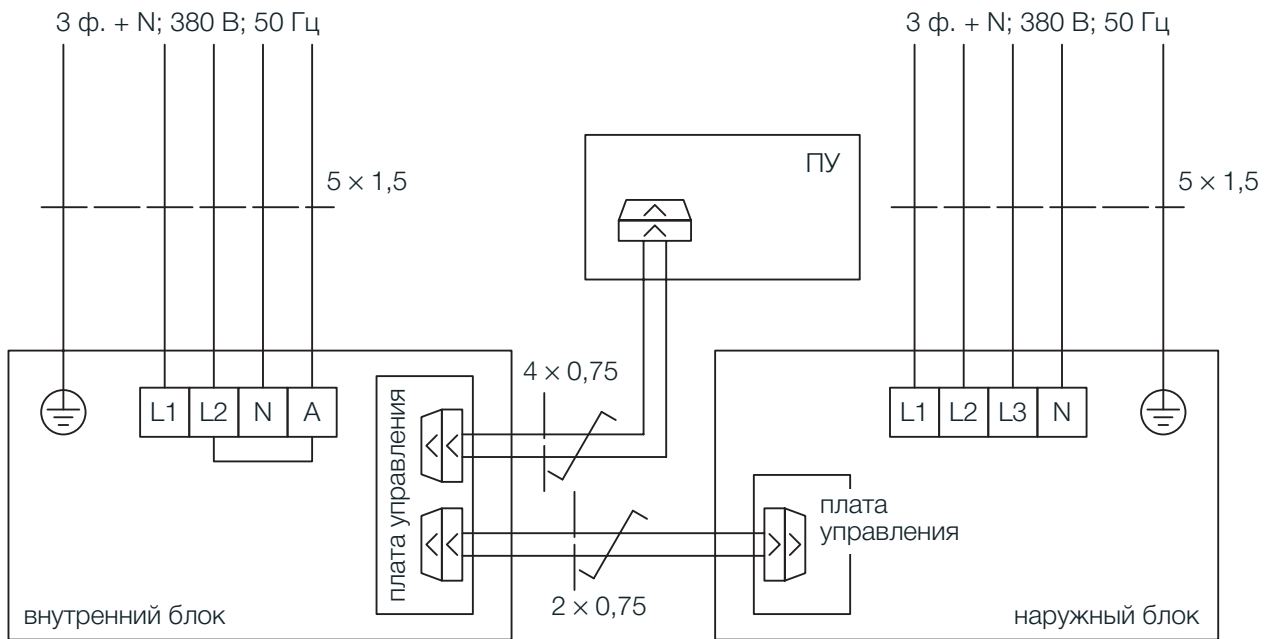 3 ф. + N; 380 В; 50 Гц
3 ф. + N; 380 В; 50 Гц
5 × 1,5
ПУ
5 × 1,5
4 × 0,75
L1 L2 N A
плата управления
L1 L2 L3 N
плата
управления
2 × 0,75
внутренний блок
наружный блок